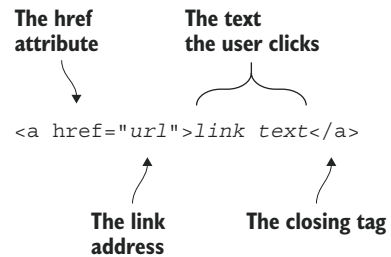 The href
attribute
The text
the user clicks
<a href="url">link text</a>
The link
address
The closing tag